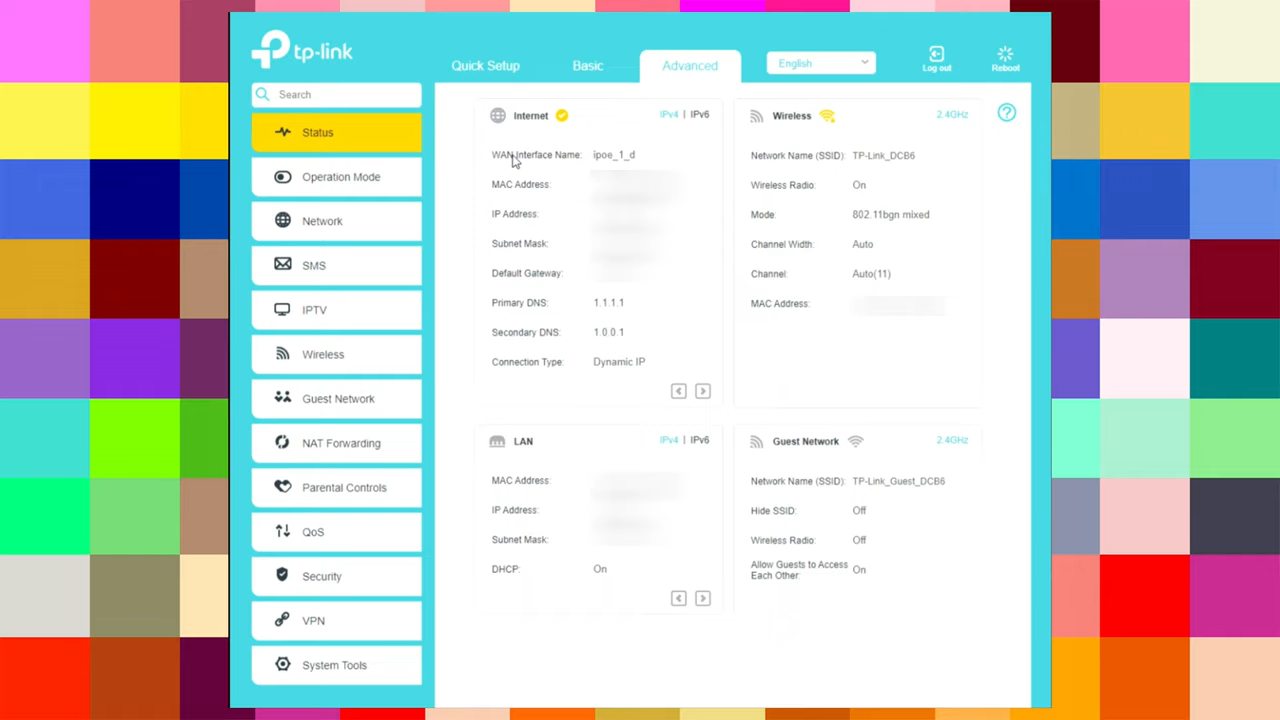 tp-link
Quick Setup
Basic
Advanced
English
Log out
Reboot
Search
Status
Operation Mode
Network
SMS
IPTV
Wireless
Guest Network
NAT Forwarding
Parental Controls
QoS
Security
VPN
System Tools
Internet IPv4 | IPv6
WAN Interface Name: ipoe_1_d
MAC Address:
IP Address:
Subnet Mask:
Default Gateway:
Primary DNS: 1.1.1.1
Secondary DNS: 1.0.0.1
Connection Type: Dynamic IP
Wireless 2.4GHz
Network Name (SSID): TP-Link_DCB6
Wireless Radio: On
Mode: 802.11bgn mixed
Channel Width: Auto
Channel: Auto(11)
MAC Address:
LAN IPv4 | IPv6
MAC Address:
IP Address:
Subnet Mask:
DHCP: On
Guest Network 2.4GHz
Network Name (SSID): TP-Link_Guest_DCB6
Hide SSID: Off
Wireless Radio: Off
Allow Guests to Access
Each Other: On